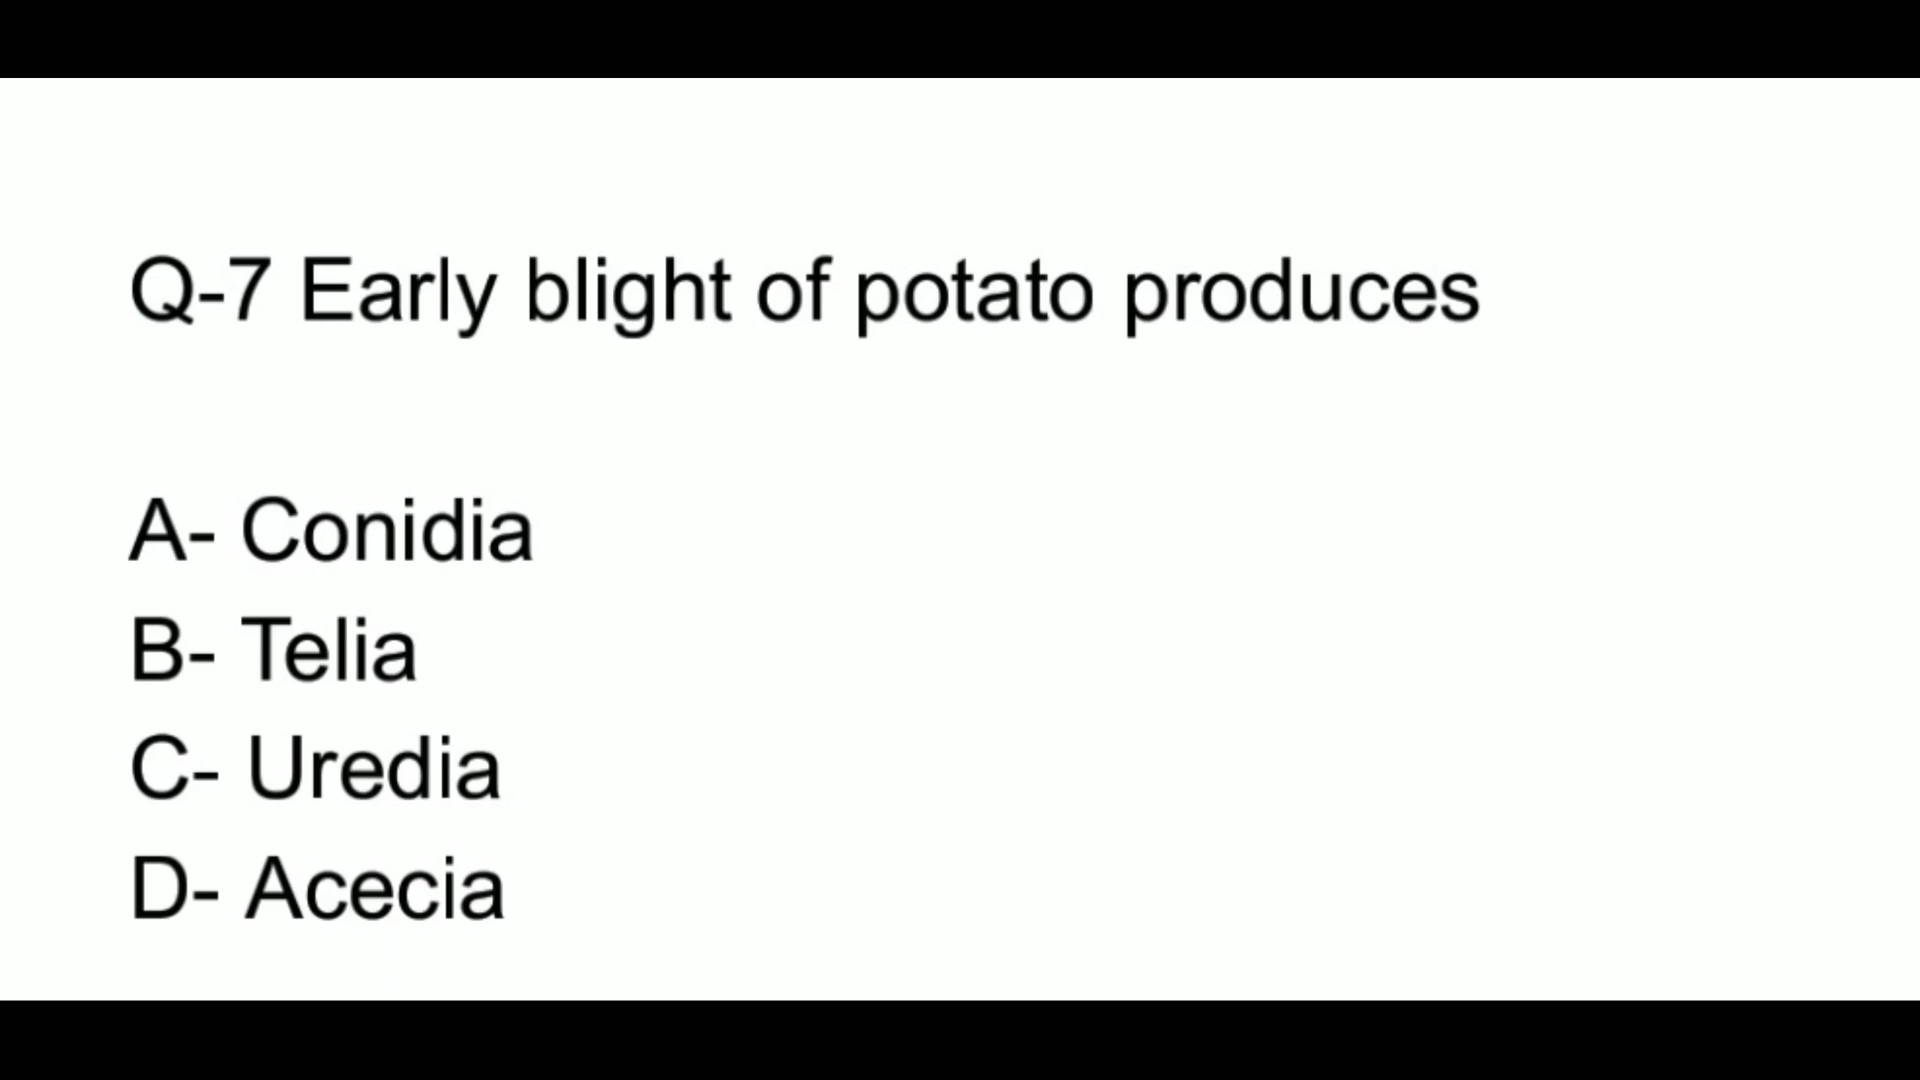 Q-7 Early blight of potato produces
A- Conidia
B- Telia
C- Uredia
D- Acecia